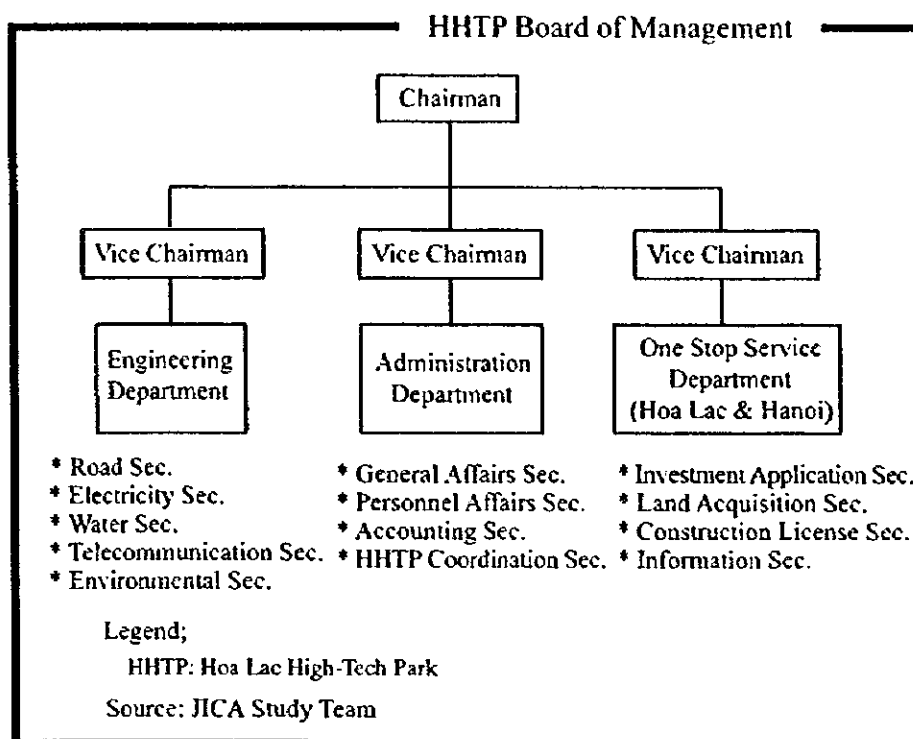 HHTP Board of Management
Chairman
Vice Chairman
Vice Chairman
Vice Chairman
Engineering
Department
Administration
Department
One Stop Service
Department
(Hoa Lac & Hanoi)
* Road Sec.
* Electricity Sec.
* Water Sec.
* Telecommunication Sec.
* Environmental Sec.
* General Affairs Sec.
* Personnel Affairs Sec.
* Accounting Sec.
* HHTP Coordination Sec.
* Investment Application Sec.
* Land Acquisition Sec.
* Construction License Sec.
* Information Sec.
Legend;
HHTP: Hoa Lac High-Tech Park
Source: JICA Study Team